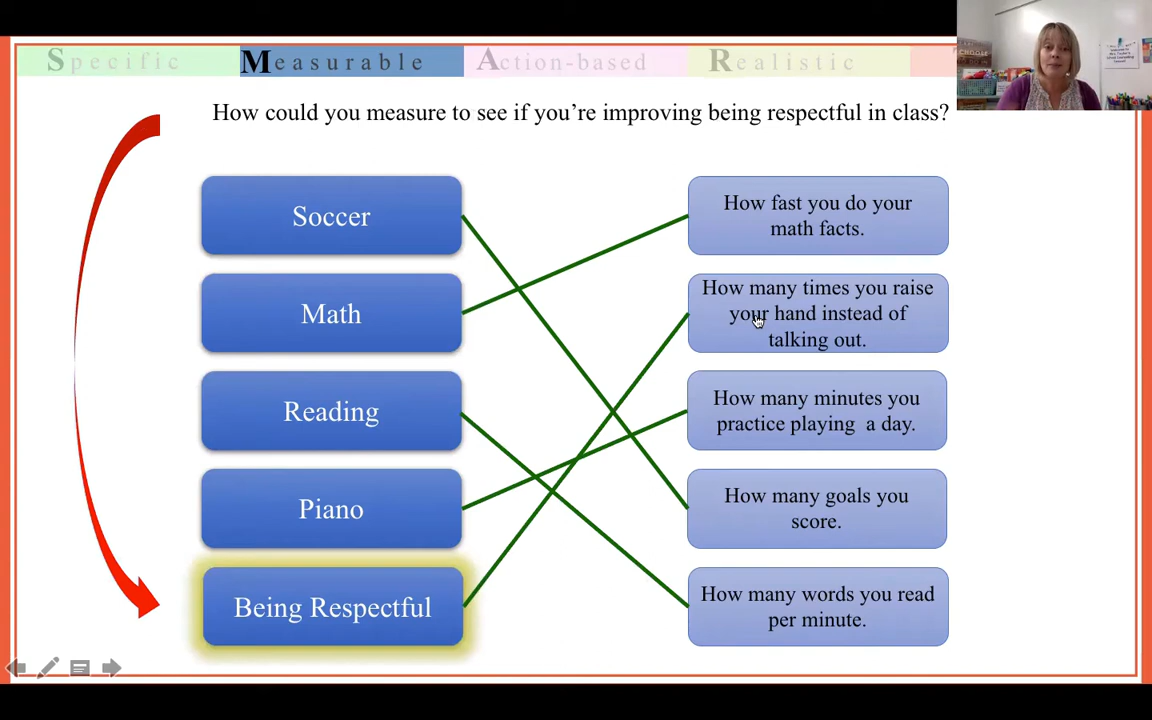 Specific Measurable Action-based Realistic
How could you measure to see if you’re improving being respectful in class?
Soccer
Math
Reading
Piano
Being Respectful
How fast you do your
math facts.
How many times you raise
your hand instead of
talking out.
How many minutes you
practice playing a day.
How many goals you
score.
How many words you read
per minute.